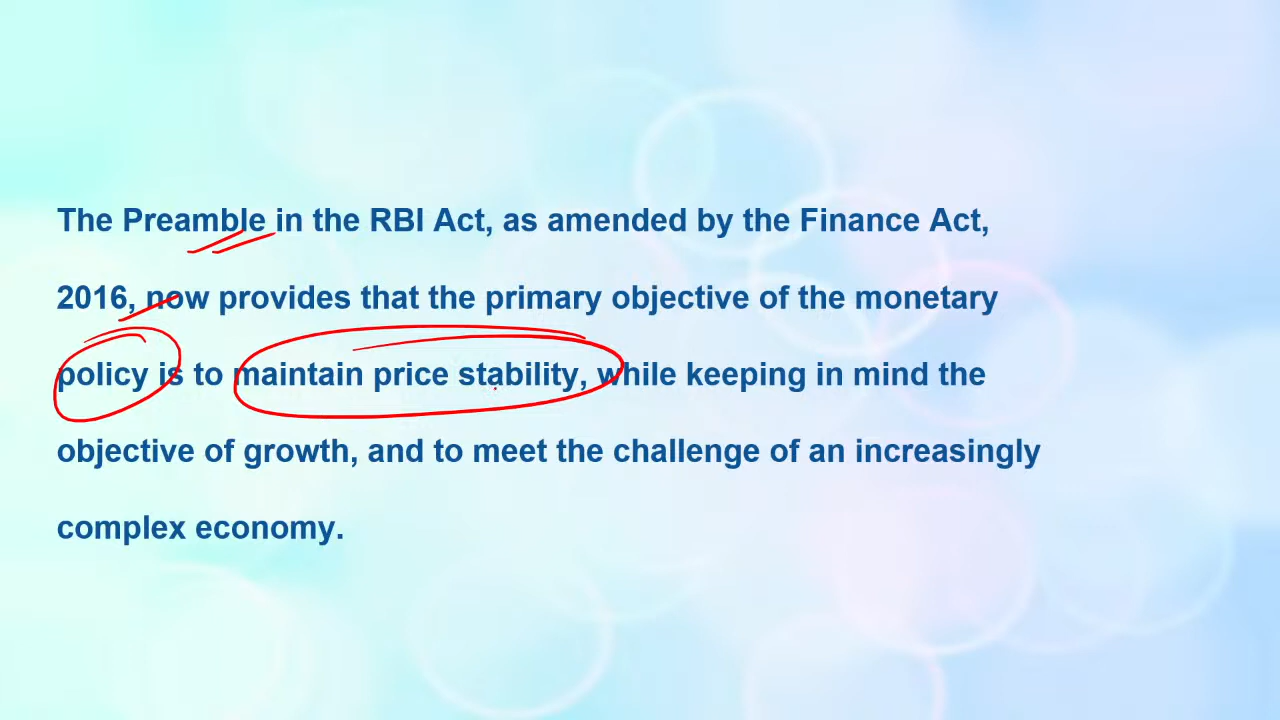 The Preamble in the RBI Act, as amended by the Finance Act,
2016, now provides that the primary objective of the monetary
policy is to maintain price stability, while keeping in mind the
objective of growth, and to meet the challenge of an increasingly
complex economy.